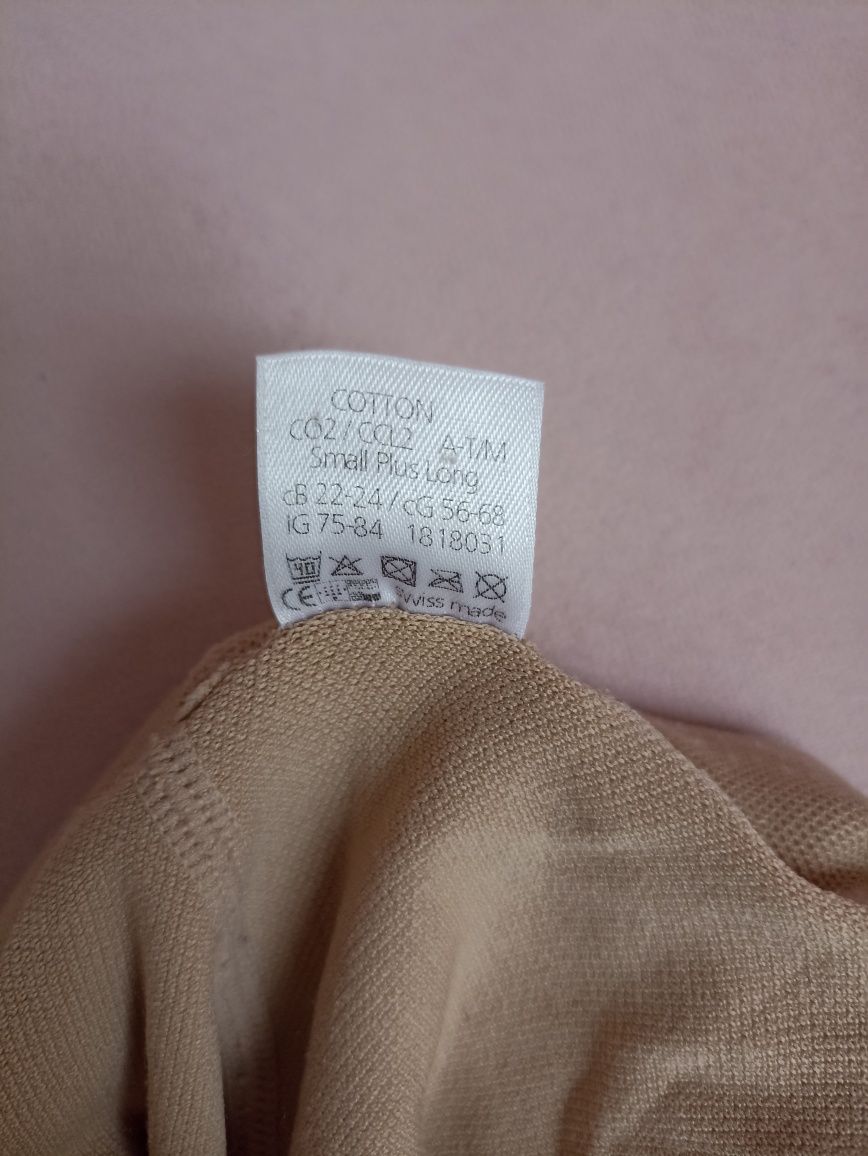 COTTON
CO2 / CCL2 A-T/M
Small Plus Long
cB 22-24 / cG 56-68
lG 75-84 1818031
40
CE Swiss made